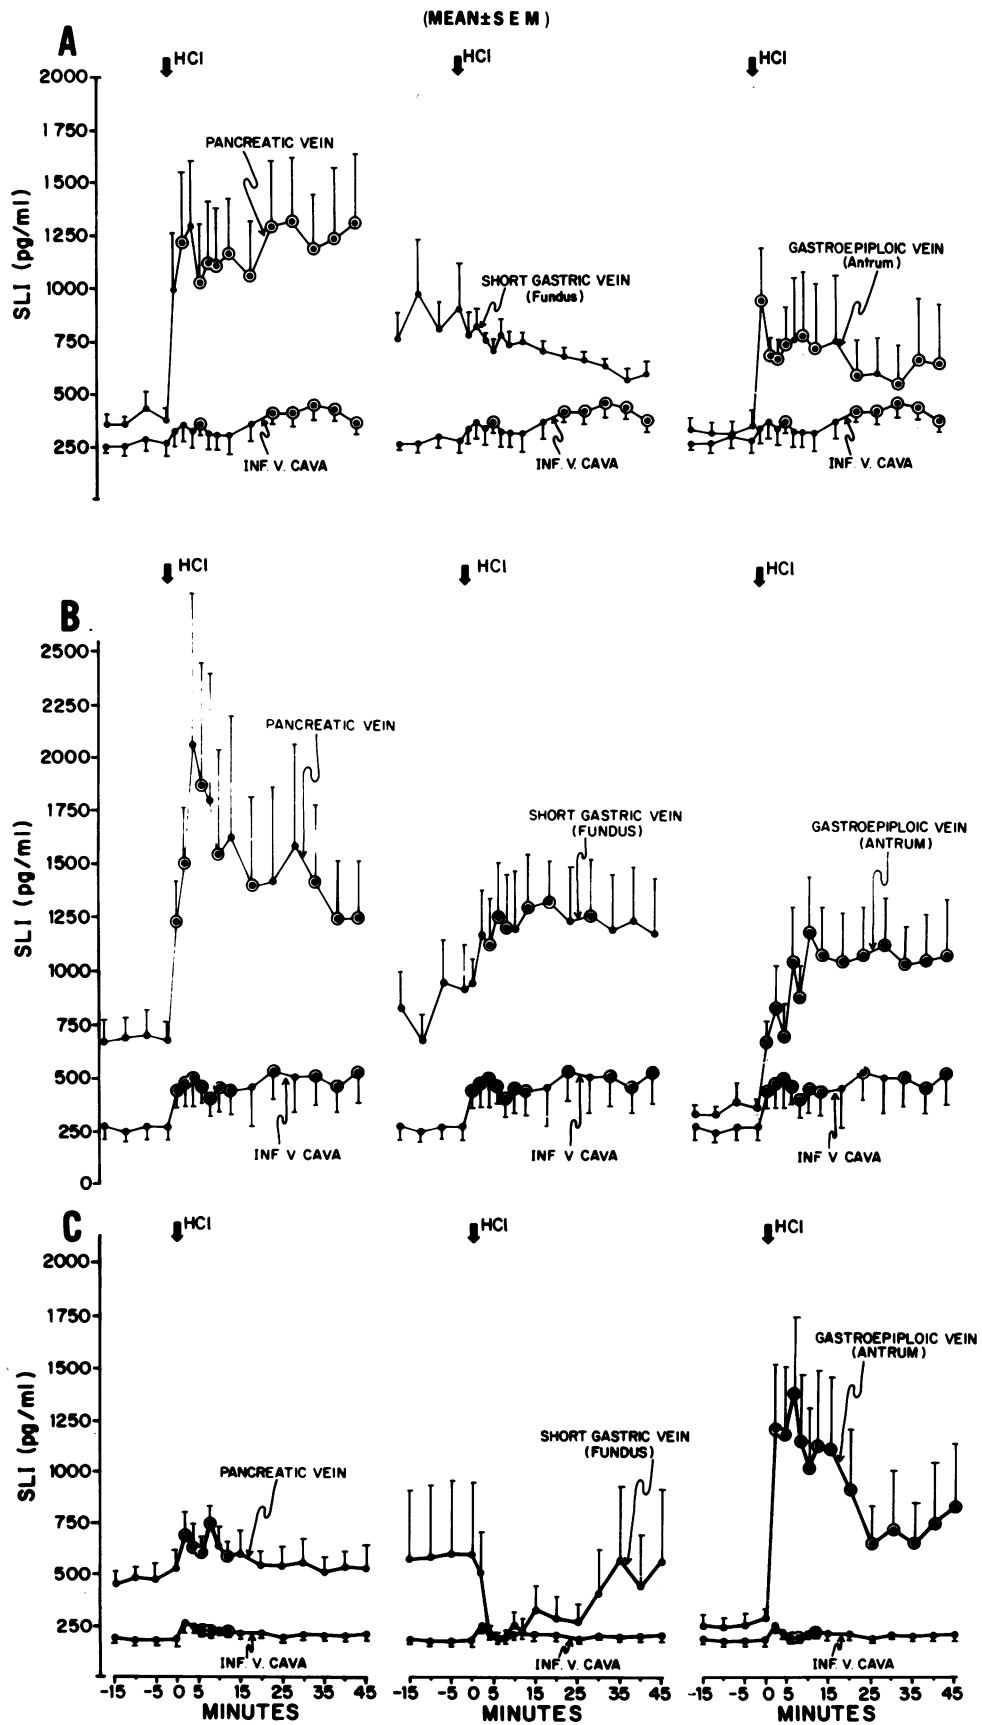 (MEAN±S E M)
A
HCl
HCl
HCl
2000
1750
1500
1250
1000
750
500
250
SLI (pg/ml)
PANCREATIC VEIN
SHORT GASTRIC VEIN
(Fundus)
GASTROEPIPLOIC VEIN
(Antrum)
INF. V. CAVA
INF. V. CAVA
INF. V. CAVA
B
HCl
HCl
HCl
2500
2250
2000
1750
1500
1250
1000
750
500
250
0
SLI (pg/ml)
PANCREATIC VEIN
SHORT GASTRIC VEIN
(FUNDUS)
GASTROEPIPLOIC VEIN
(ANTRUM)
INF V CAVA
INF V CAVA
INF V CAVA
C
HCl
HCl
HCl
2000
1750
1500
1250
1000
750
500
250
SLI (pg/ml)
PANCREATIC VEIN
SHORT GASTRIC VEIN
(FUNDUS)
GASTROEPIPLOIC VEIN
(ANTRUM)
INF. V. CAVA
INF. V. CAVA
INF. V. CAVA
-15 -5 0 5 15 25 35 45
-15 -5 0 5 15 25 35 45
-15 -5 0 5 15 25 35 45
MINUTES
MINUTES
MINUTES